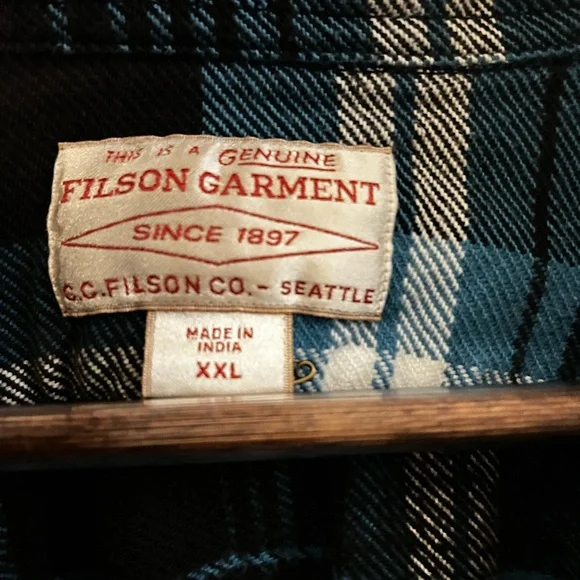 THIS IS A GENUINE
FILSON GARMENT
SINCE 1897
C.C. FILSON CO. - SEATTLE
MADE IN
INDIA
XXL